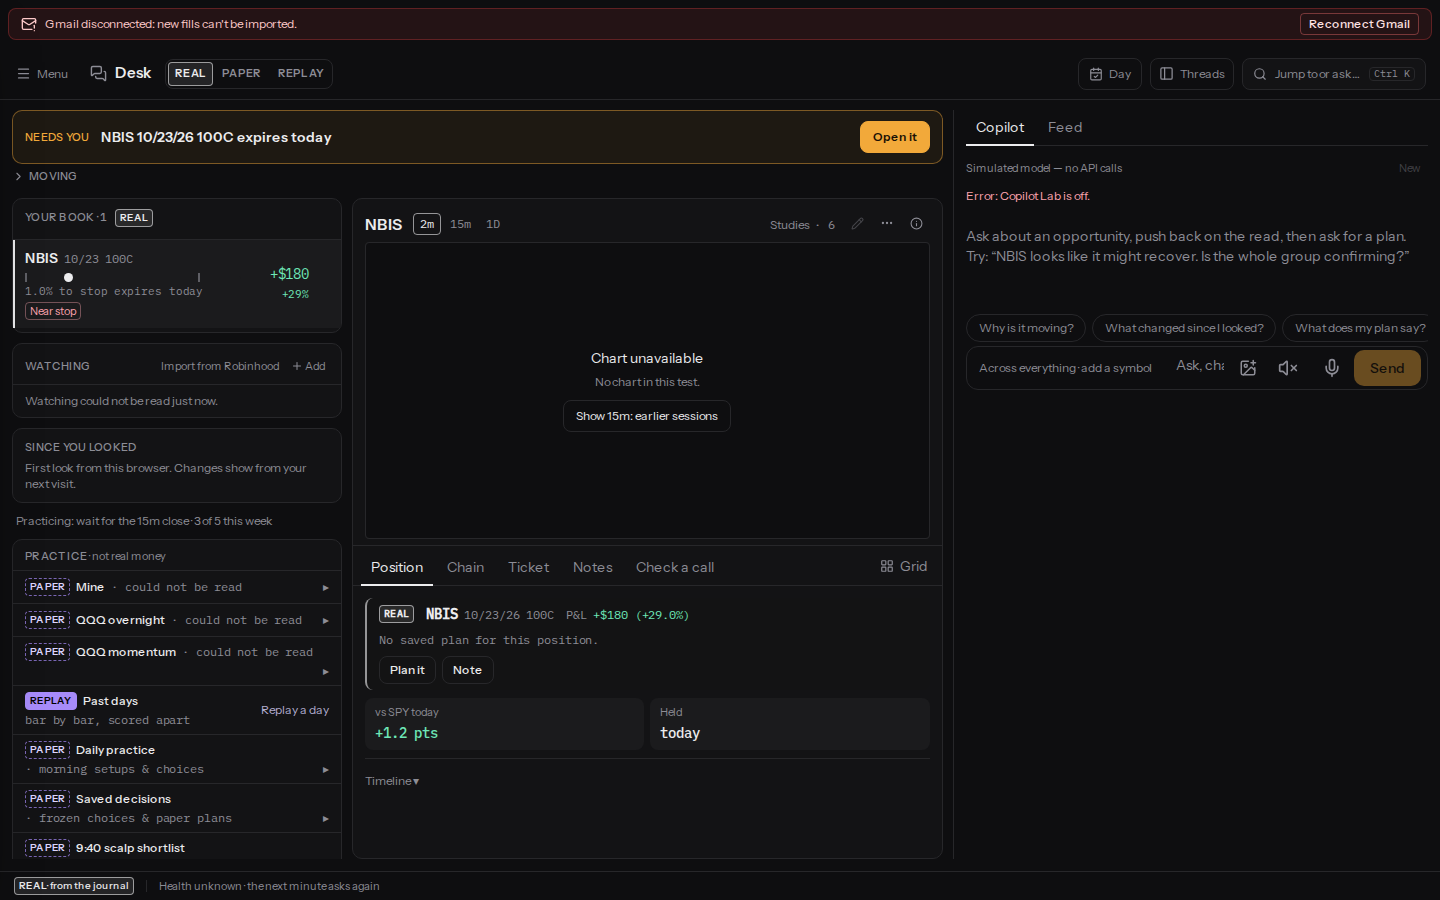 Gmail disconnected: new fills can't be imported.
Reconnect Gmail
Menu
Desk
REAL PAPER REPLAY
Day
Threads
Jump to or ask... Ctrl K
NEEDS YOU NBIS 10/23/26 100C expires today
Open it
MOVING
YOUR BOOK · 1 REAL
NBIS 10/23 100C
+$180
1.0% to stop expires today
+29%
Near stop
WATCHING Import from Robinhood + Add
Watching could not be read just now.
SINCE YOU LOOKED
First look from this browser. Changes show from your
next visit.
Practicing: wait for the 15m close · 3 of 5 this week
PRACTICE · not real money
PAPER Mine · could not be read ▸
PAPER QQQ overnight · could not be read ▸
PAPER QQQ momentum · could not be read
▸
REPLAY Past days
Replay a day
bar by bar, scored apart
PAPER Daily practice
· morning setups & choices ▸
PAPER Saved decisions
· frozen choices & paper plans ▸
PAPER 9:40 scalp shortlist
NBIS 2m 15m 1D
Studies · 6
Chart unavailable
No chart in this test.
Show 15m: earlier sessions
Position Chain Ticket Notes Check a call
Grid
REAL NBIS 10/23/26 100C P&L +$180 (+29.0%)
No saved plan for this position.
Plan it Note
vs SPY today
+1.2 pts
Held
today
Timeline ▾
Copilot Feed
Simulated model — no API calls
New
Error: Copilot Lab is off.
Ask about an opportunity, push back on the read, then ask for a plan.
Try: “NBIS looks like it might recover. Is the whole group confirming?”
Why is it moving? What changed since I looked? What does my plan say?
Across everything · add a symbol
Ask, cha
Send
REAL · from the journal
Health unknown · the next minute asks again